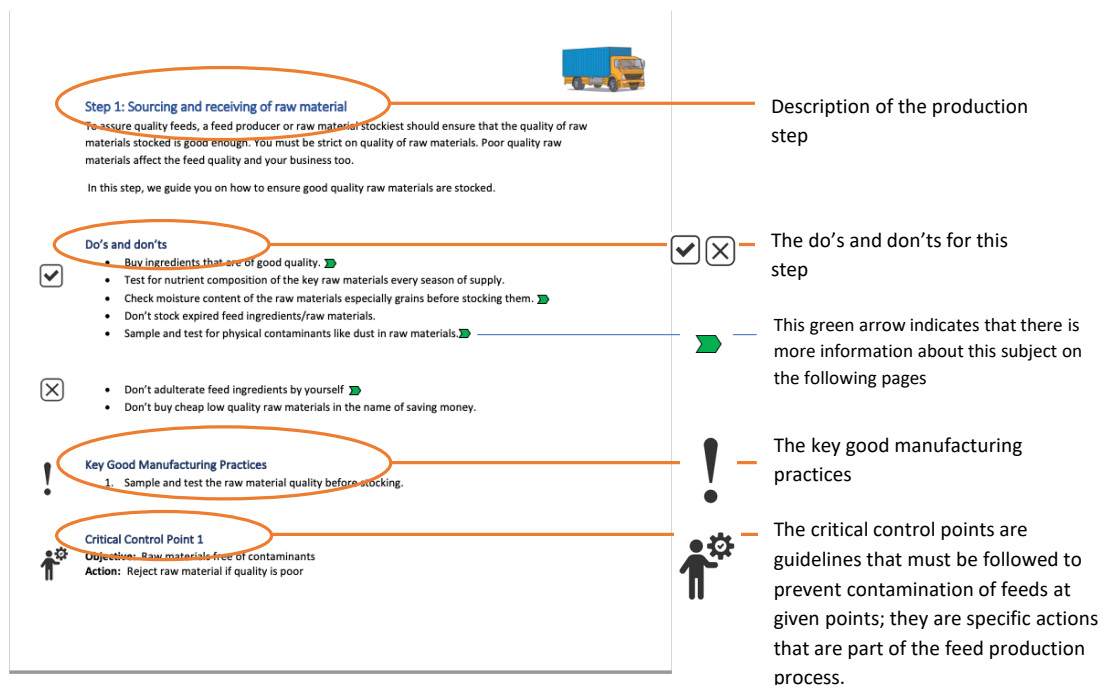 Step 1: Sourcing and receiving of raw material
To assure quality feeds, a feed producer or raw material stockiest should ensure that the quality of raw
materials stocked is good enough. You must be strict on quality of raw materials. Poor quality raw
materials affect the feed quality and your business too.
In this step, we guide you on how to ensure good quality raw materials are stocked.
Do's and don'ts
• Buy ingredients that are of good quality.
• Test for nutrient composition of the key raw materials every season of supply.
• Check moisture content of the raw materials especially grains before stocking them.
• Don't stock expired feed ingredients/raw materials.
• Sample and test for physical contaminants like dust in raw materials.
• Don't adulterate feed ingredients by yourself
• Don't buy cheap low quality raw materials in the name of saving money.
Key Good Manufacturing Practices
1. Sample and test the raw material quality before stocking.
Critical Control Point 1
Objective: Raw materials free of contaminants
Action: Reject raw material if quality is poor
Description of the production
step
The do's and don'ts for this
step
This green arrow indicates that there is
more information about this subject on
the following pages
The key good manufacturing
practices
The critical control points are
guidelines that must be followed to
prevent contamination of feeds at
given points; they are specific actions
that are part of the feed production
process.